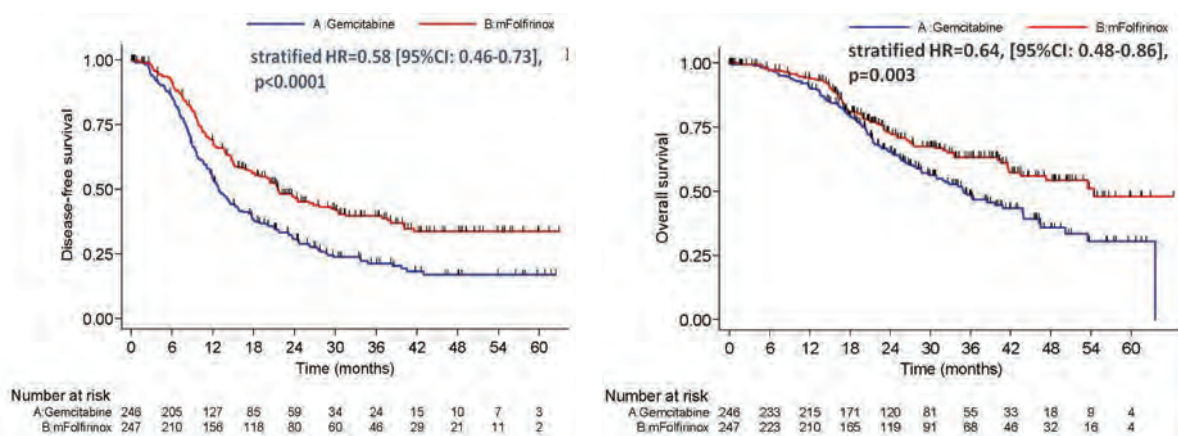 A:Gemcitabine B:mFolfirinox
stratified HR=0.58 [95%CI: 0.46-0.73],
p<0.0001
1.00
0.75
0.50
0.25
0.00
Disease-free survival
0 6 12 18 24 30 36 42 48 54 60
Time (months)
Number at risk
A:Gemcitabine 246 205 127 85 59 34 24 15 10 7 3
B:mFolfirinox 247 210 156 118 80 60 46 29 21 11 2
A:Gemcitabine B:mFolfirinox
stratified HR=0.64, [95%CI: 0.48-0.86],
p=0.003
1.00
0.75
0.50
0.25
0.00
Overall survival
0 6 12 18 24 30 36 42 48 54 60
Time (months)
Number at risk
A:Gemcitabine 246 233 215 171 120 81 55 33 18 9 4
B:mFolfirinox 247 223 210 165 119 91 68 46 32 16 4